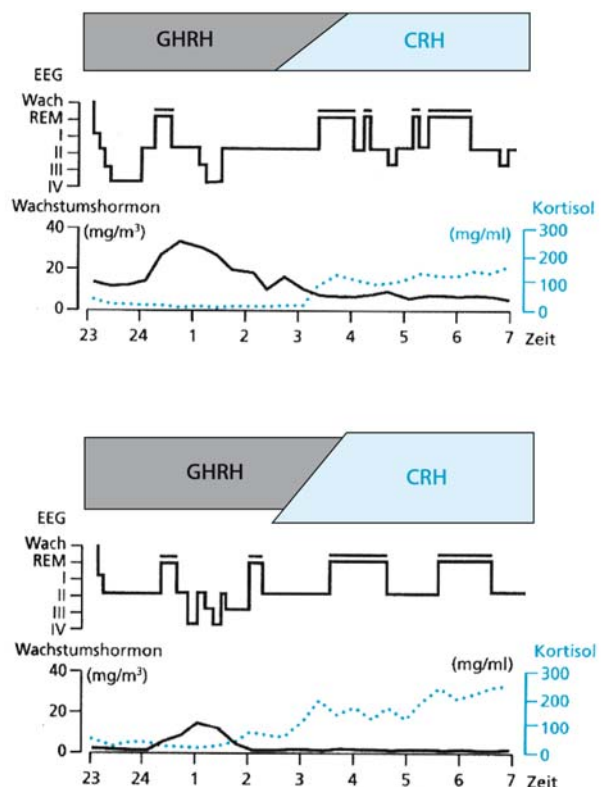 GHRH CRH
EEG
Wach
REM
I
II
III
IV
Wachstumshormon Kortisol
40 (mg/m³) (mg/ml) 300
20 200
100
0 0
23 24 1 2 3 4 5 6 7 Zeit
GHRH CRH
EEG
Wach
REM
I
II
III
IV
Wachstumshormon Kortisol
40 (mg/m³) (mg/ml) 300
20 200
100
0 0
23 24 1 2 3 4 5 6 7 Zeit